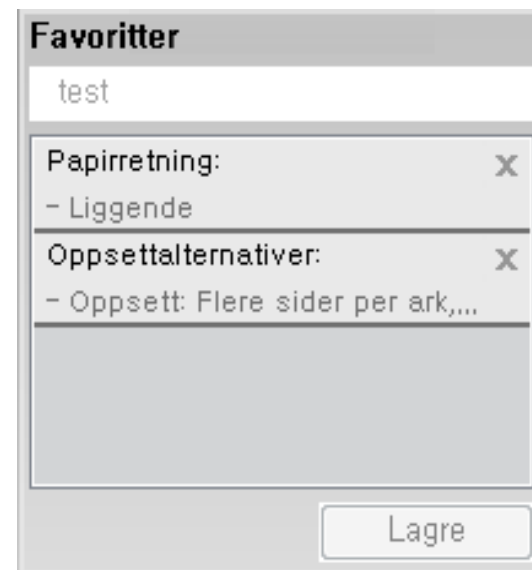 Favoritter
test
Papirretning:
x
- Liggende
Oppsettalternativer:
x
- Oppsett: Flere sider per ark,...
Lagre